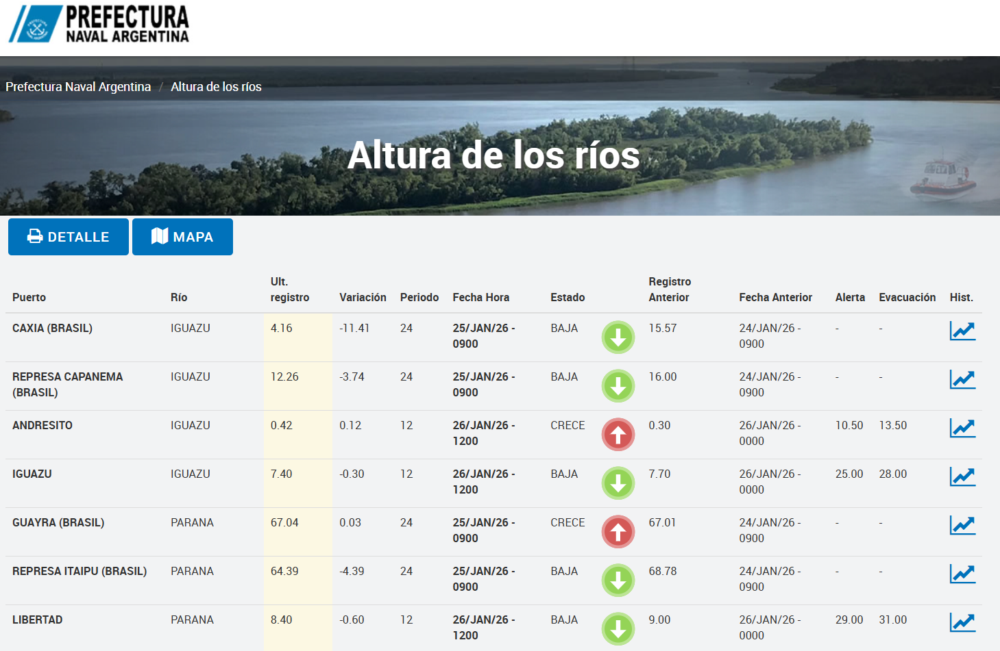 PREFECTURA
NAVAL ARGENTINA
Prefectura Naval Argentina / Altura de los ríos
Altura de los ríos
DETALLE MAPA
Ult. Registro
Puerto Río registro Variación Periodo Fecha Hora Estado Anterior Fecha Anterior Alerta Evacuación Hist.
CAXIA (BRASIL) IGUAZU 4.16 -11.41 24 25/JAN/26 - BAJA 15.57 24/JAN/26 - - -
0900 0900
REPRESA CAPANEMA IGUAZU 12.26 -3.74 24 25/JAN/26 - BAJA 16.00 24/JAN/26 - - -
(BRASIL) 0900 0900
ANDRESITO IGUAZU 0.42 0.12 12 26/JAN/26 - CRECE 0.30 26/JAN/26 - 10.50 13.50
1200 0000
IGUAZU IGUAZU 7.40 -0.30 12 26/JAN/26 - BAJA 7.70 26/JAN/26 - 25.00 28.00
1200 0000
GUAYRA (BRASIL) PARANA 67.04 0.03 24 25/JAN/26 - CRECE 67.01 24/JAN/26 - - -
0900 0900
REPRESA ITAIPU (BRASIL) PARANA 64.39 -4.39 24 25/JAN/26 - BAJA 68.78 24/JAN/26 - - -
0900 0900
LIBERTAD PARANA 8.40 -0.60 12 26/JAN/26 - BAJA 9.00 26/JAN/26 - 29.00 31.00
1200 0000